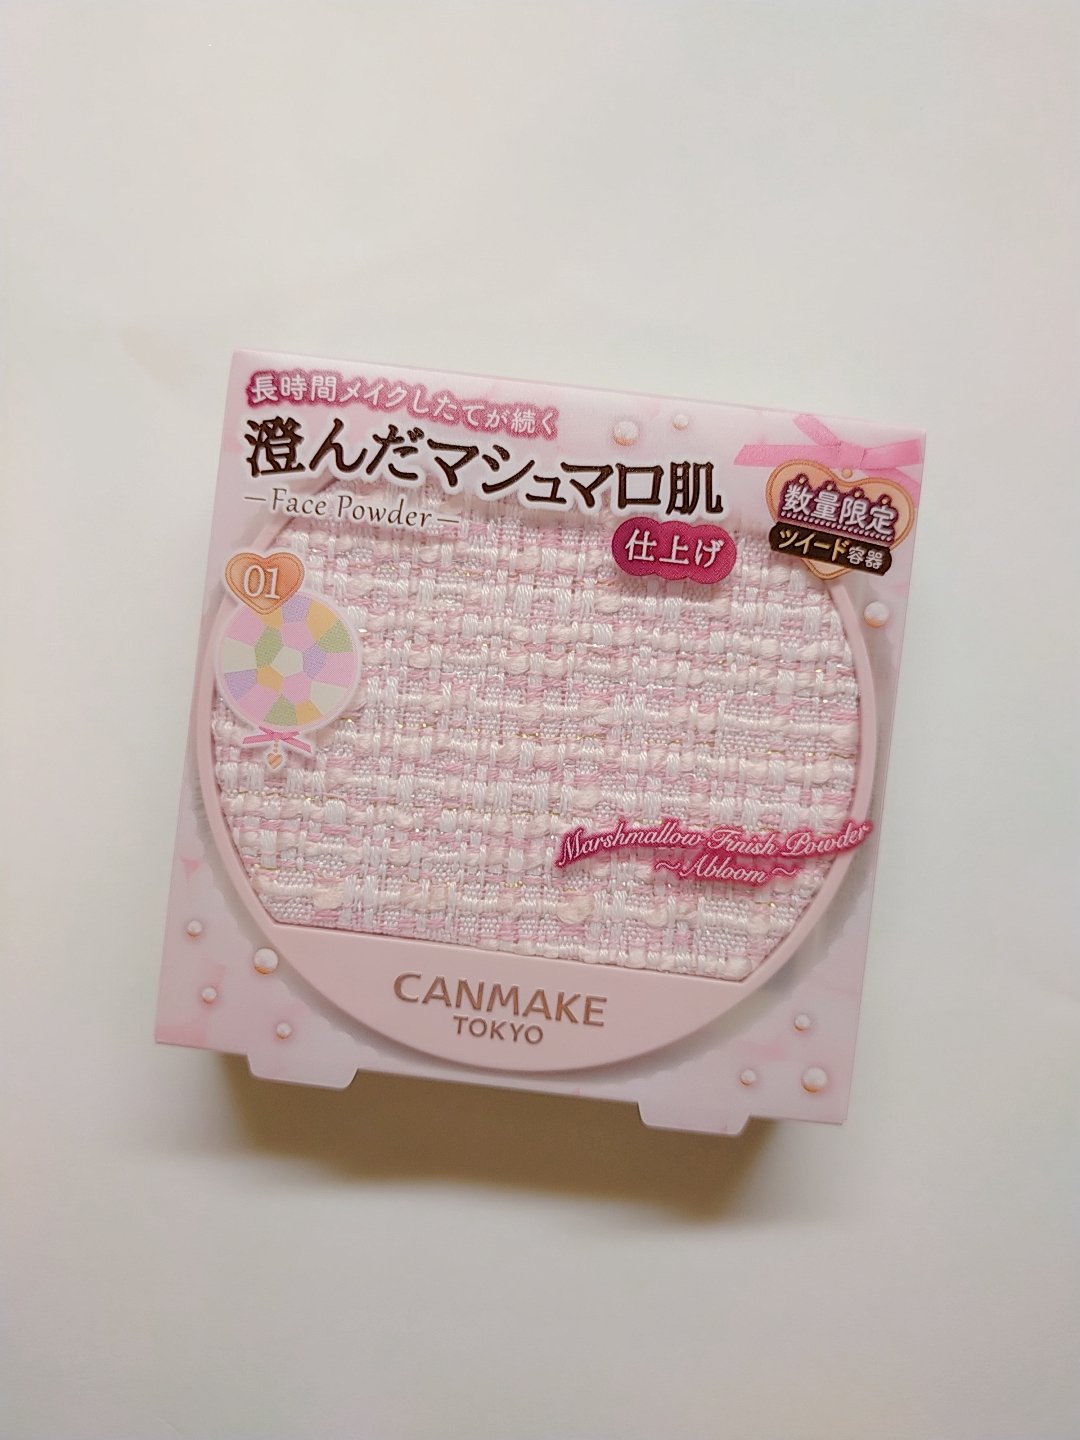 長時間メイクしたてが続く
澄んだマシュマロ肌
－Face Powder－
仕上げ
数量限定
ツイード容器
01
Marshmallow Finish Powder
～Abloom～
CANMAKE
TOKYO